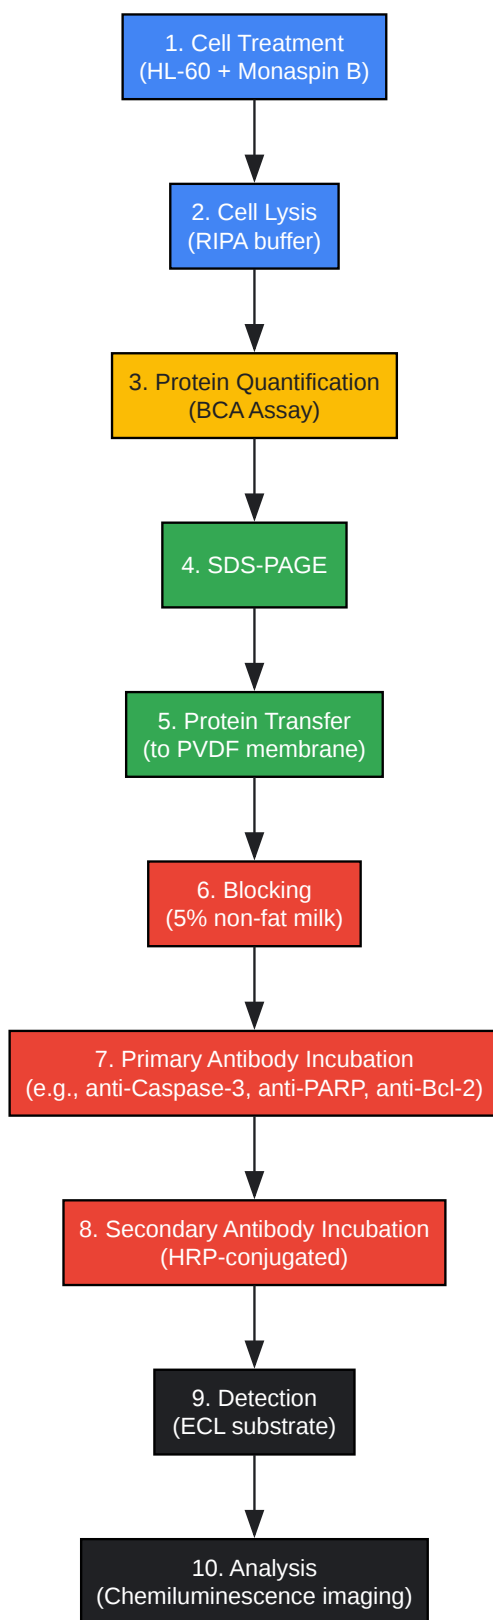 1. Cell Treatment
(HL-60 + Monaspin B)
2. Cell Lysis
(RIPA buffer)
3. Protein Quantification
(BCA Assay)
4. SDS-PAGE
5. Protein Transfer
(to PVDF membrane)
6. Blocking
(5% non-fat milk)
7. Primary Antibody Incubation
(e.g., anti-Caspase-3, anti-PARP, anti-Bcl-2)
8. Secondary Antibody Incubation
(HRP-conjugated)
9. Detection
(ECL substrate)
10. Analysis
(Chemiluminescence imaging)